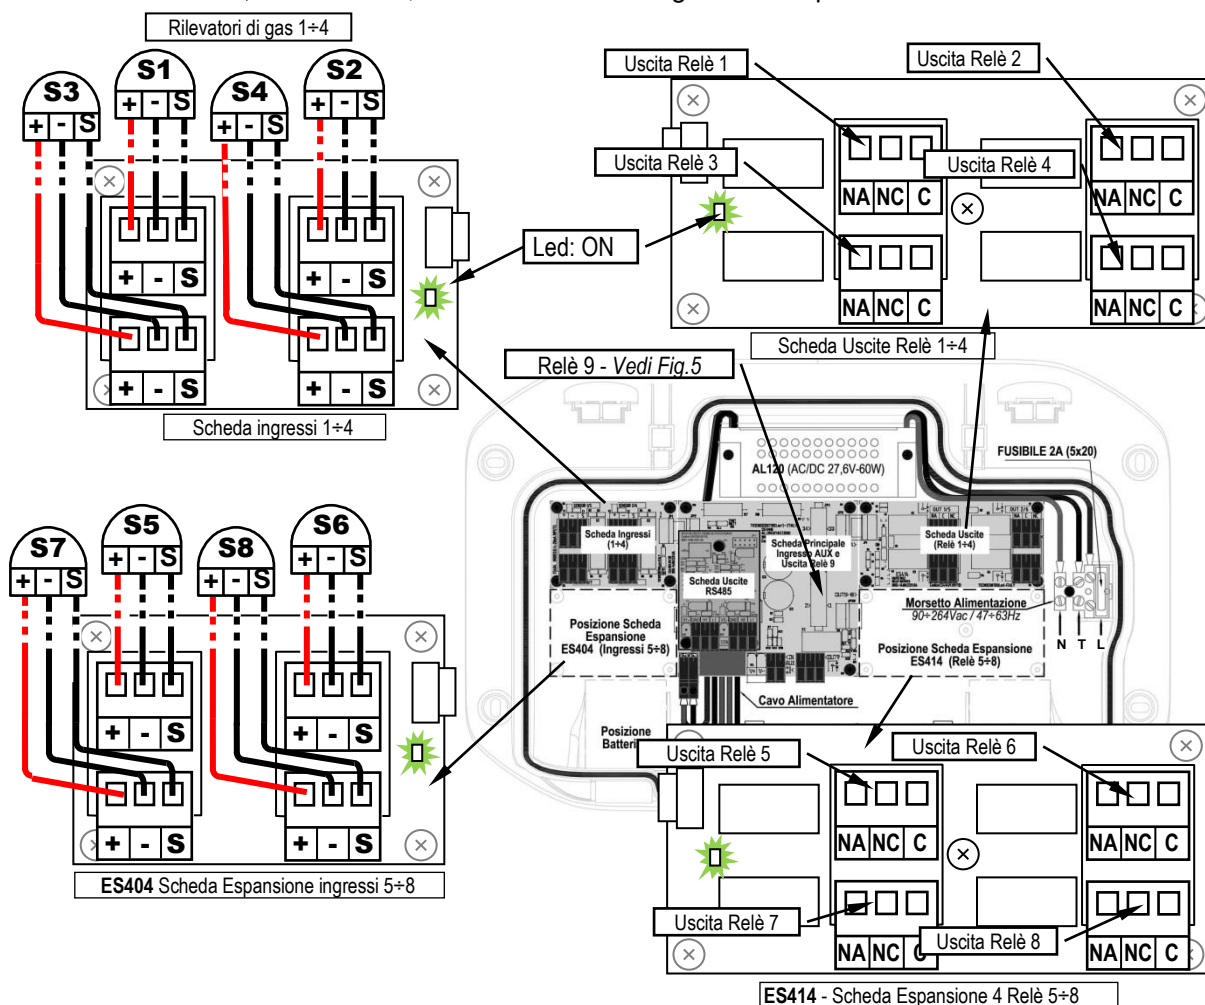 Rilevatori di gas 1÷4
S3
S1
S4
S2
+ - S
+ - S
+ - S
+ - S
+ - S
+ - S
+ - S
+ - S
Scheda ingressi 1÷4
Led: ON
Uscita Relè 1
Uscita Relè 2
Uscita Relè 3
Uscita Relè 4
NA NC C
NA NC C
NA NC C
NA NC C
Scheda Uscite Relè 1÷4
Relè 9 - Vedi Fig.5
FUSIBILE 2A (5x20)
AL120 (AC/DC 27,6V-60W)
Scheda Ingressi
(1÷4)
Scheda Principale
Ingresso AUX e
Uscita Relè 9
Scheda Uscite
(Relè 1÷4)
Scheda Uscite
RS485
Morsetto Alimentazione
90÷264Vac / 47÷63Hz
N T L
Posizione Scheda
Espansione
ES404 (Ingressi 5÷8)
Posizione Scheda Espansione
ES414 (Relè 5÷8)
Cavo Alimentatore
Posizione
S7
S5
S8
S6
+ - S
+ - S
+ - S
+ - S
+ - S
+ - S
+ - S
+ - S
ES404 Scheda Espansione ingressi 5÷8
Uscita Relè 5
Uscita Relè 6
Uscita Relè 7
Uscita Relè 8
NA NC C
NA NC C
NA NC C
NA NC C
ES414 - Scheda Espansione 4 Relè 5÷8